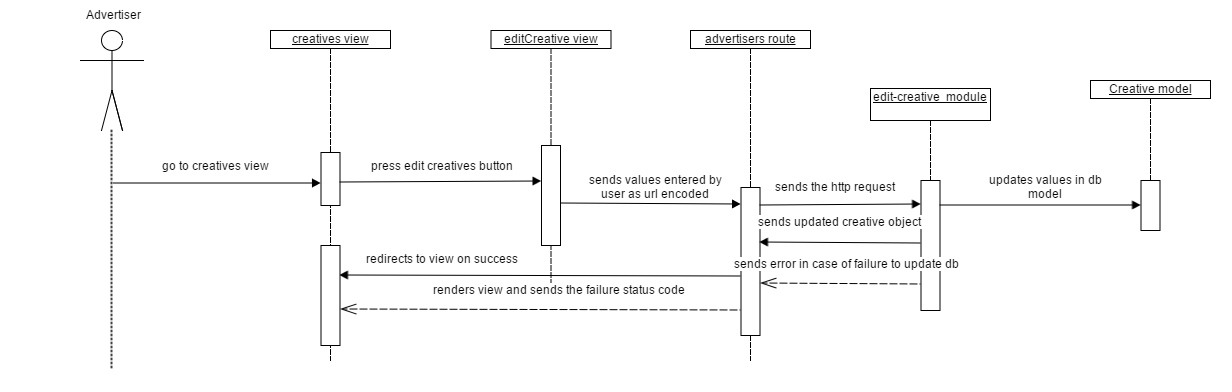 Advertiser
creatives view
editCreative view
advertisers route
edit-creative module
Creative model
go to creatives view
press edit creatives button
sends values entered by
user as url encoded
sends the http request
updates values in db
model
sends updated creative object
redirects to view on success
sends error in case of failure to update db
renders view and sends the failure status code